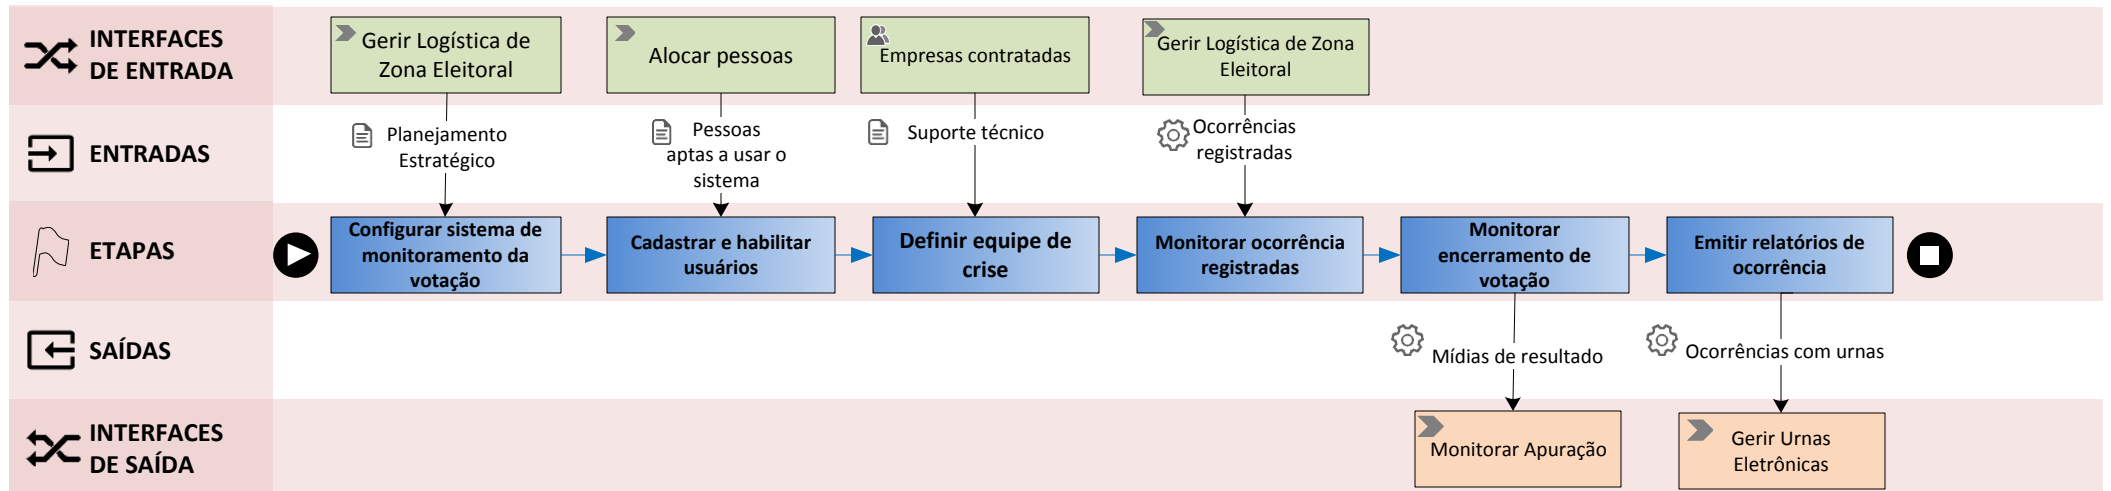 INTERFACES
DE ENTRADA
Gerir Logística de
Zona Eleitoral
Alocar pessoas
Empresas contratadas
Gerir Logística de Zona
Eleitoral
ENTRADAS
Planejamento
Estratégico
Pessoas
aptas a usar o
sistema
Suporte técnico
Ocorrências
registradas
ETAPAS
Configurar sistema de
monitoramento da
votação
Cadastrar e habilitar
usuários
Definir equipe de
crise
Monitorar ocorrência
registradas
Monitorar
encerramento de
votação
Emitir relatórios de
ocorrência
SAÍDAS
Mídias de resultado
Ocorrências com urnas
INTERFACES
DE SAÍDA
Monitorar Apuração
Gerir Urnas
Eletrônicas